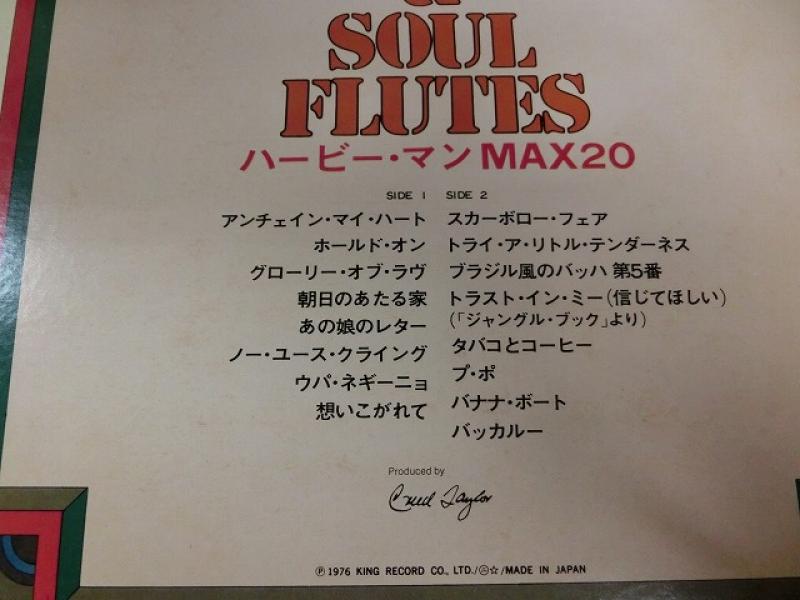 &
SOUL
FLUTES
ハービー・マン MAX20
SIDE 1
アンチェイン・マイ・ハート
ホールド・オン
グローリー・オブ・ラヴ
朝日のあたる家
あの娘のレター
ノー・ユース・クライング
ウパ・ネギーニョ
想いこがれて
SIDE 2
スカーボロー・フェア
トライ・ア・リトル・テンダーネス
ブラジル風のバッハ 第5番
トラスト・イン・ミー(信じてほしい)
(「ジャングル・ブック」より)
タバコとコーヒー
プ・ポ
バナナ・ボート
バッカルー
Produced by
Creed Taylor
Ⓟ1976 KING RECORD CO., LTD./㋛☆/MADE IN JAPAN